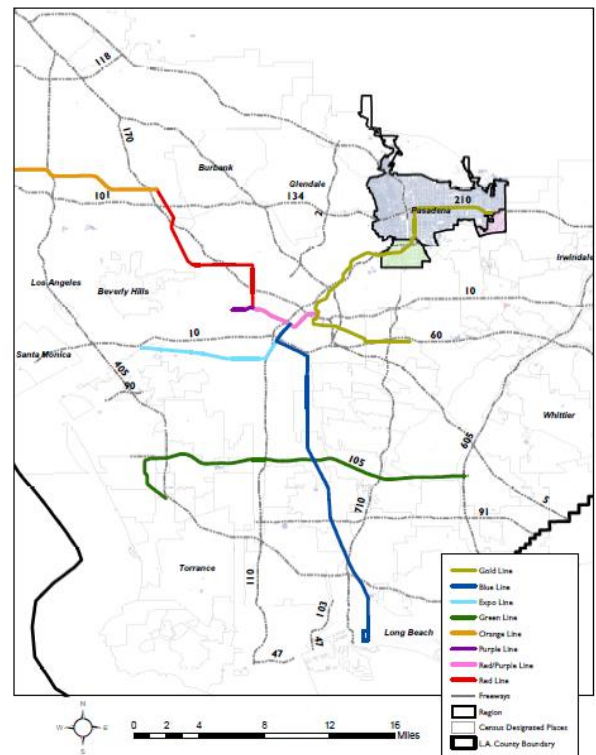 118
170
Burbank
Glendale
101
134
2
210
Pasadena
Irwindale
Los Angeles
Beverly Hills
10
10
60
Santa Monica
405
90
Whittier
605
105
5
710
91
Torrance
110
103
47
47
Long Beach
Gold Line
Blue Line
Expo Line
Green Line
Orange Line
Purple Line
Red/Purple Line
Red Line
Freeways
Region
Census Designated Places
L.A. County Boundary
N
W
E
S
0 2 4 8 12 16
Miles